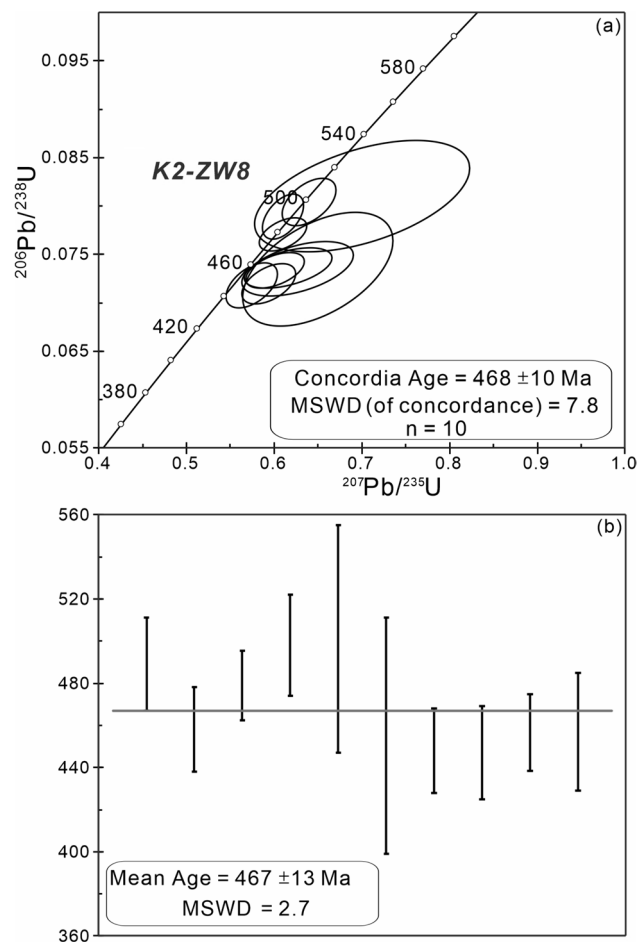 (a)
0.095
580
0.085
540
K2-ZW8
500
0.075
460
420
0.065
380
0.055
206Pb/238U
Concordia Age = 468 ±10 Ma
MSWD (of concordance) = 7.8
n = 10
0.4 0.5 0.6 0.7 0.8 0.9 1.0
207Pb/235U
(b)
560
520
480
440
400
360
Mean Age = 467 ±13 Ma
MSWD = 2.7